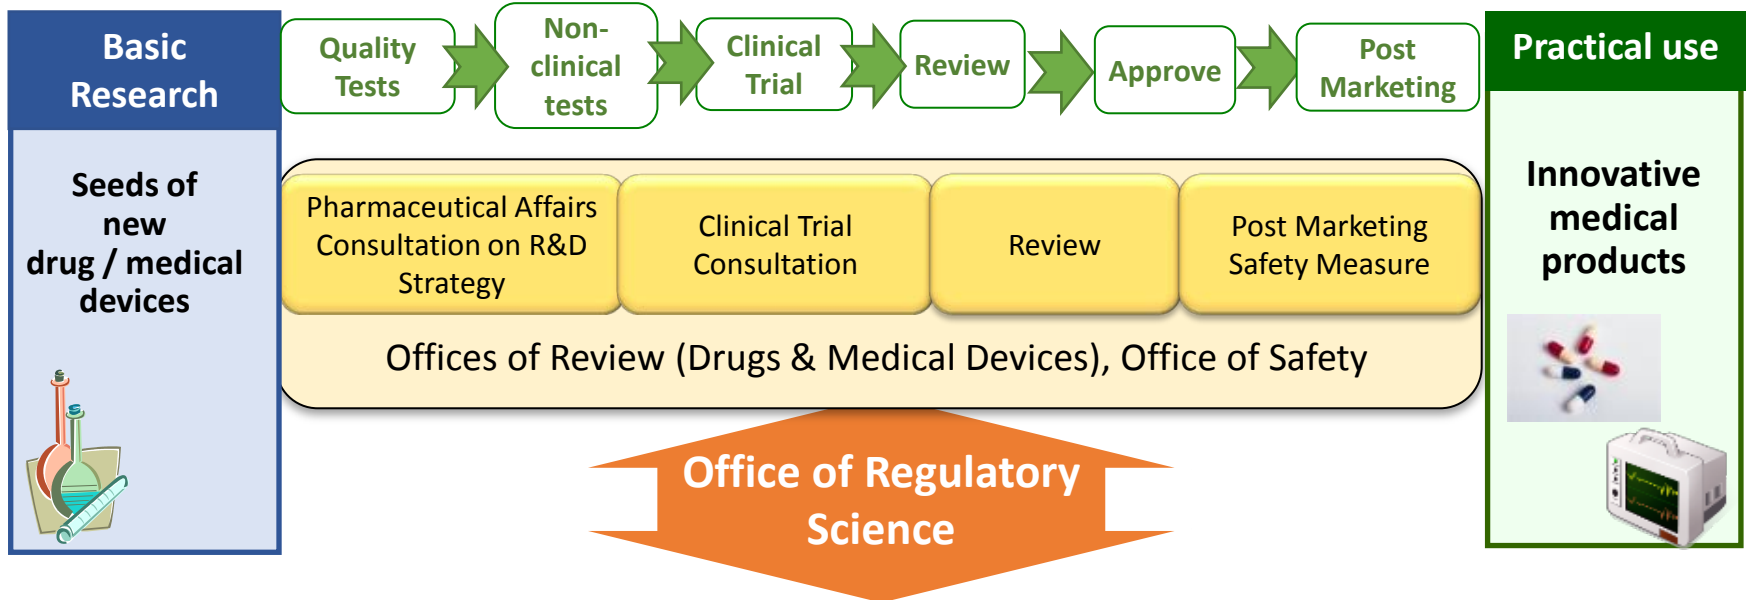 Basic
Research
Seeds of
new
drug / medical
devices
Quality
Tests
Non-
clinical
tests
Clinical
Trial
Review
Approve
Post
Marketing
Pharmaceutical Affairs
Consultation on R&D
Strategy
Clinical Trial
Consultation
Review
Post Marketing
Safety Measure
Offices of Review (Drugs & Medical Devices), Office of Safety
Office of Regulatory
Science
Practical use
Innovative
medical
products